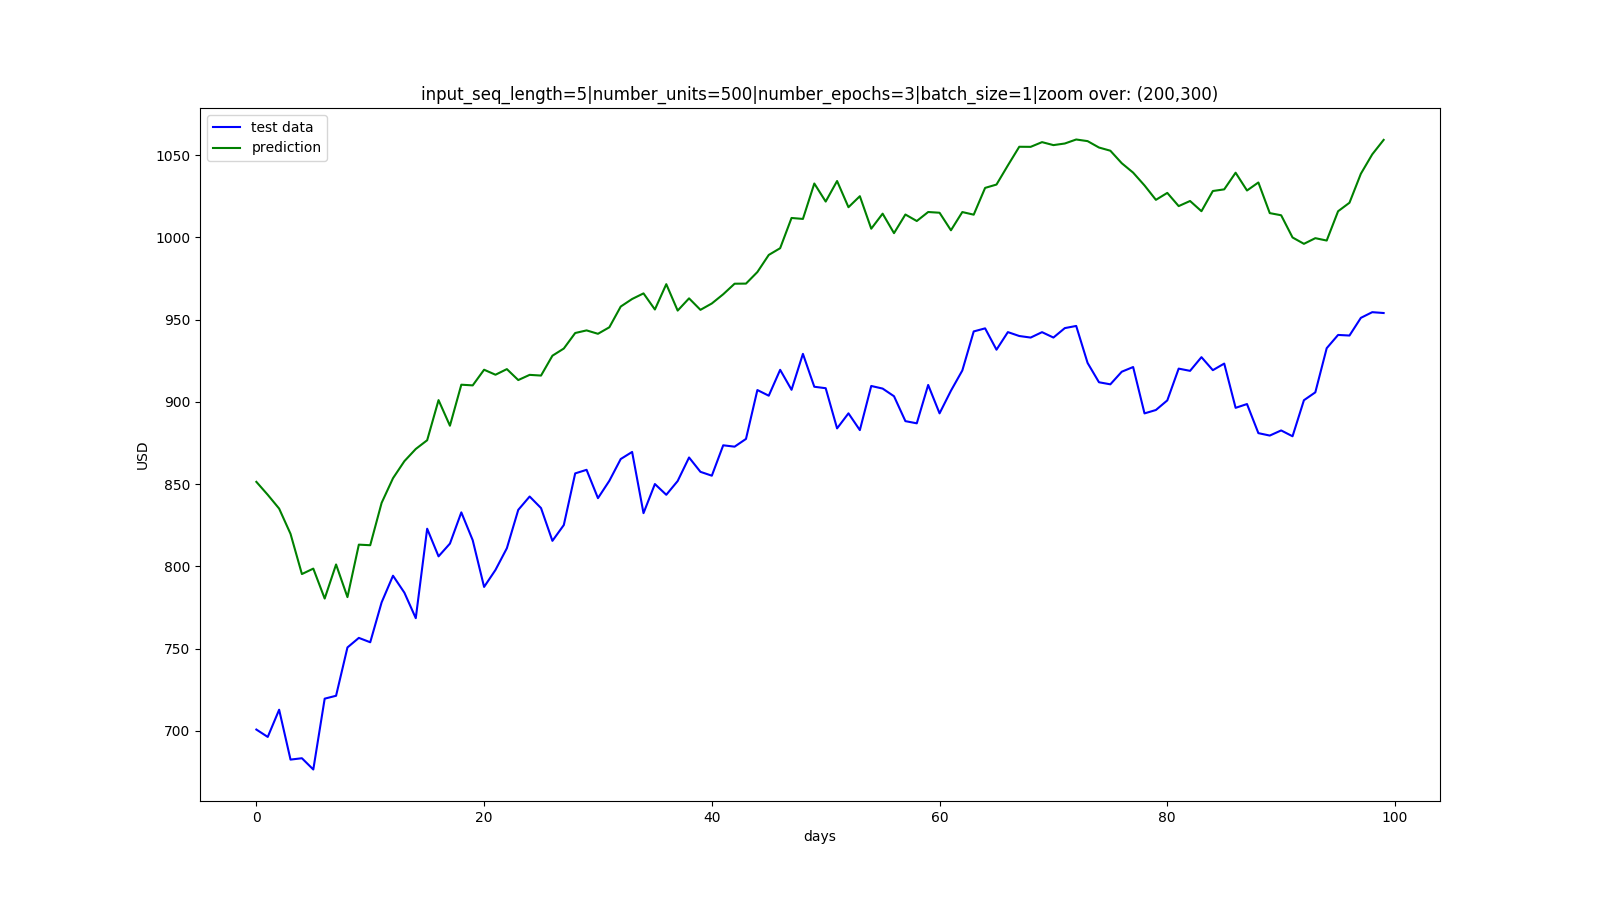 input_seq_length=5|number_units=500|number_epochs=3|batch_size=1|zoom over: (200,300)
test data
prediction
1050
1000
950
900
850
800
750
700
USD
0 20 40 60 80 100
days